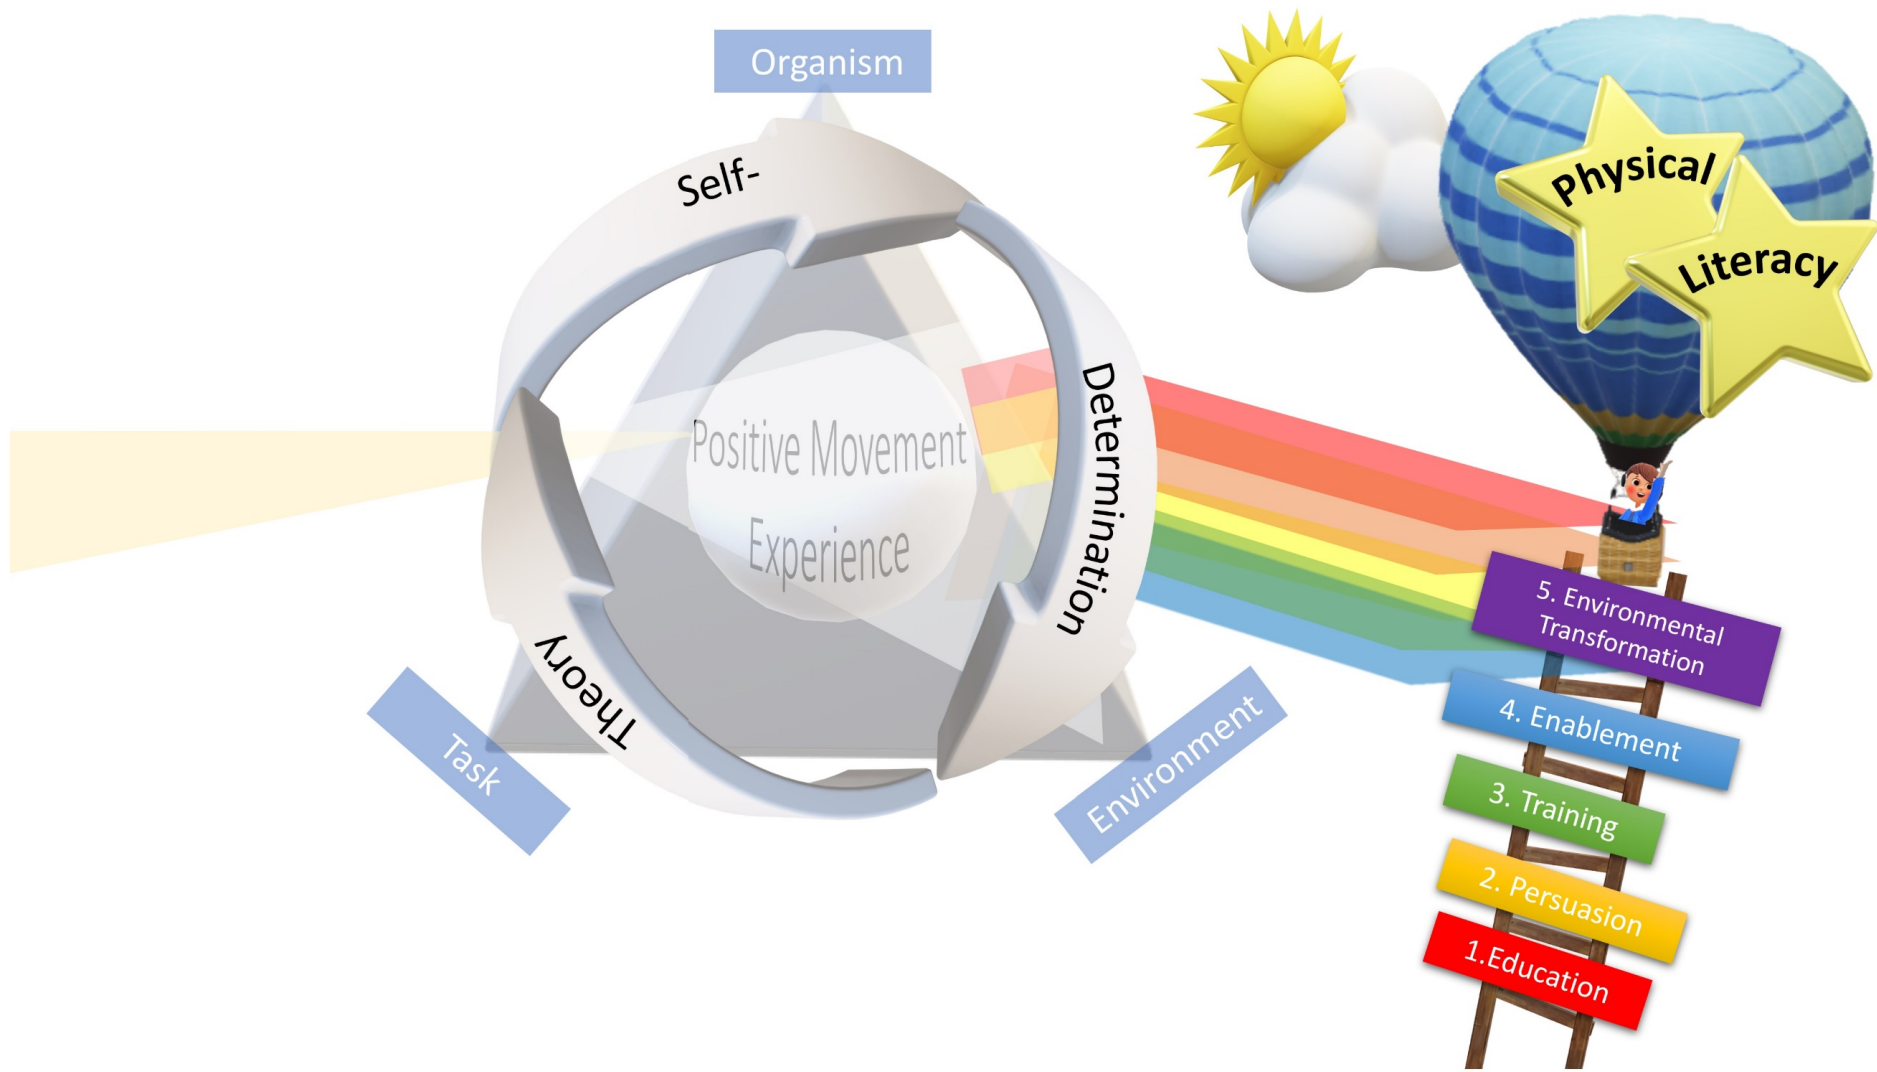 Organism
Self-
Determination
Theory
Positive Movement
Experience
Task
Environment
Physical
Literacy
5. Environmental
Transformation
4. Enablement
3. Training
2. Persuasion
1.Education